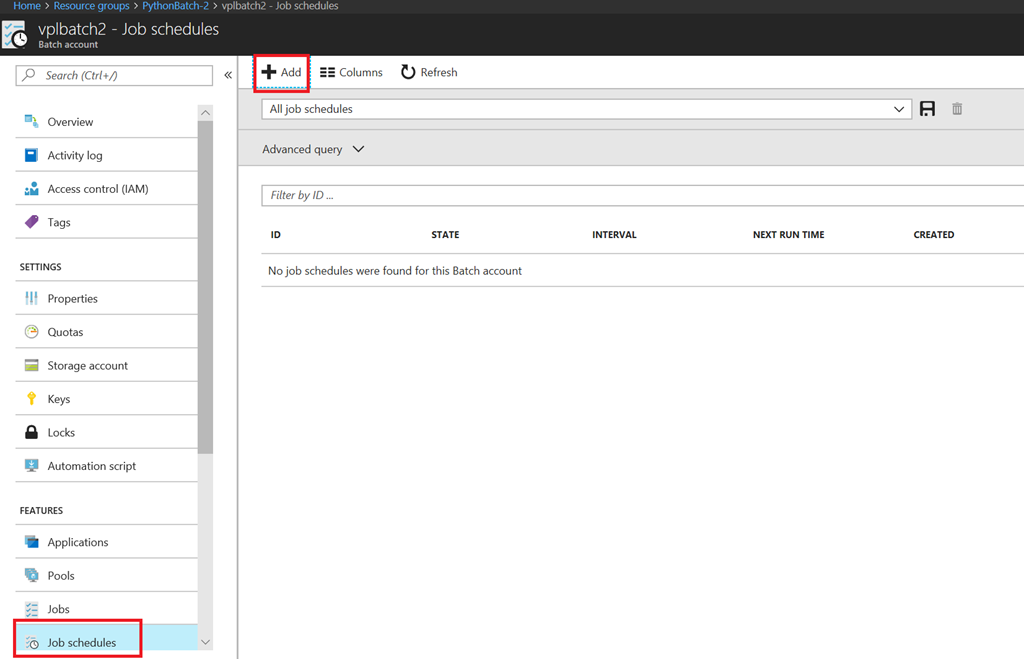 Home > Resource groups > PythonBatch-2 > vplbatch2 - Job schedules
vplbatch2 - Job schedules
Batch account
Search (Ctrl+/)
Overview
Activity log
Access control (IAM)
Tags
SETTINGS
Properties
Quotas
Storage account
Keys
Locks
Automation script
FEATURES
Applications
Pools
Jobs
Job schedules
Add Columns Refresh
All job schedules
Advanced query
Filter by ID ...
ID STATE INTERVAL NEXT RUN TIME CREATED
No job schedules were found for this Batch account